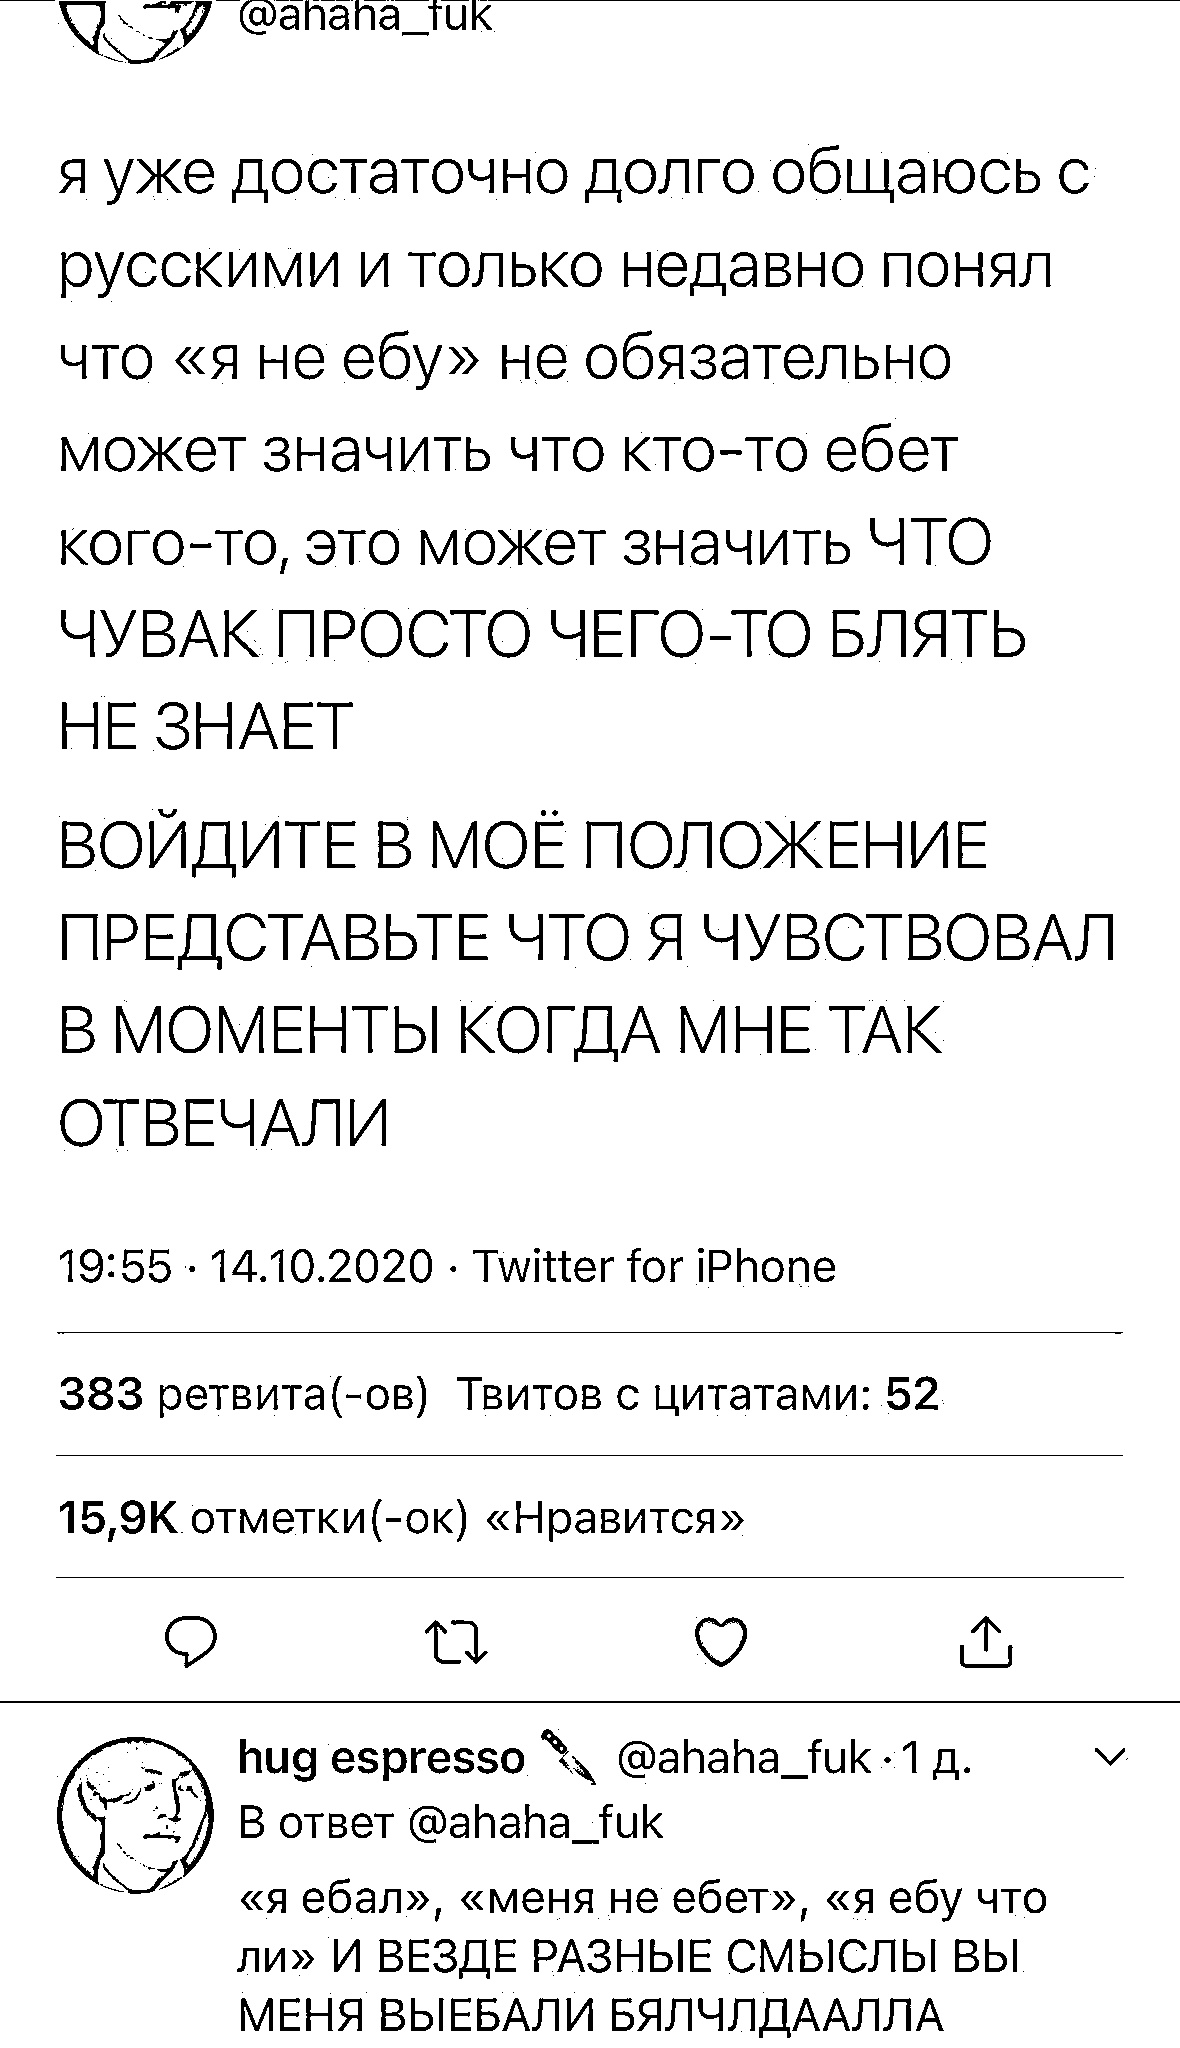 @ahaha_fuk
я уже достаточно долго общаюсь с
русскими и только недавно понял
что «я не ебу» не обязательно
может значить что кто-то ебет
кого-то, это может значить ЧТО
ЧУВАК ПРОСТО ЧЕГО-ТО БЛЯТЬ
НЕ ЗНАЕТ
ВОЙДИТЕ В МОЁ ПОЛОЖЕНИЕ
ПРЕДСТАВЬТЕ ЧТО Я ЧУВСТВОВАЛ
В МОМЕНТЫ КОГДА МНЕ ТАК
ОТВЕЧАЛИ
19:55 · 14.10.2020 · Twitter for iPhone
383 ретвита(-ов) Твитов с цитатами: 52
15,9K отметки(-ок) «Нравится»
hug espresso 🔪 @ahaha_fuk · 1 д.
В ответ @ahaha_fuk
«я ебал», «меня не ебет», «я ебу что
ли» И ВЕЗДЕ РАЗНЫЕ СМЫСЛЫ ВЫ
МЕНЯ ВЫЕБАЛИ БЯЛЧЛДААЛЛА